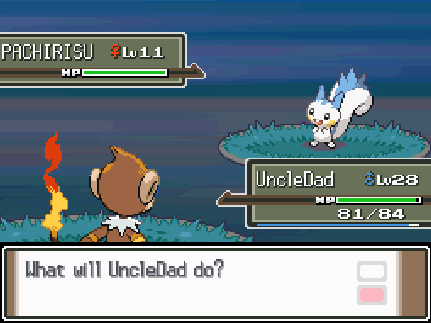 PACHIRISU ♀Lv11
HP
UncleDad ♂Lv28
HP
81/84
What will UncleDad do?